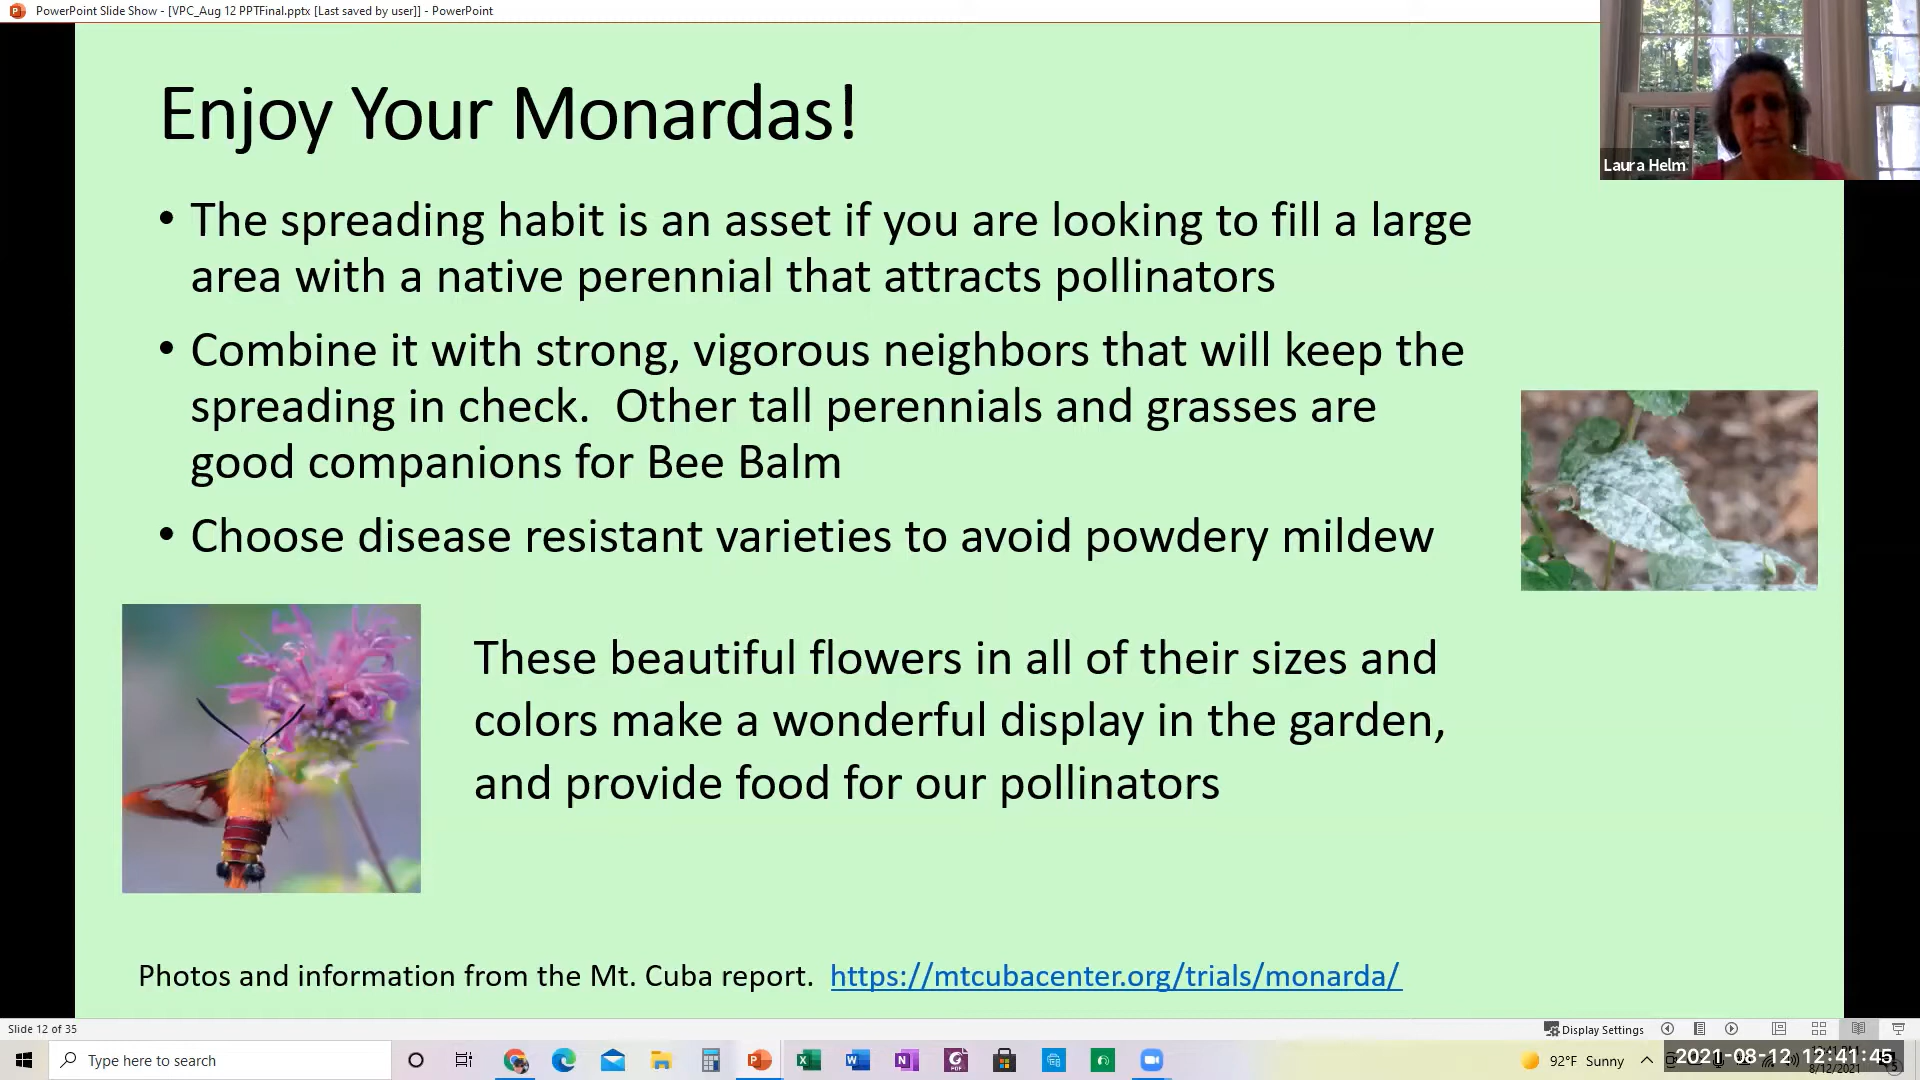 PowerPoint Slide Show - [VPC_Aug 12 PPTFinal.pptx [Last saved by user]] - PowerPoint
Laura Helm
Enjoy Your Monardas!
• The spreading habit is an asset if you are looking to fill a large
area with a native perennial that attracts pollinators
• Combine it with strong, vigorous neighbors that will keep the
spreading in check.  Other tall perennials and grasses are
good companions for Bee Balm
• Choose disease resistant varieties to avoid powdery mildew
These beautiful flowers in all of their sizes and
colors make a wonderful display in the garden,
and provide food for our pollinators
Photos and information from the Mt. Cuba report.  https://mtcubacenter.org/trials/monarda/
Slide 12 of 35
Display Settings
Type here to search
92°F Sunny
2021-08-12 12:41:45
8/12/2021